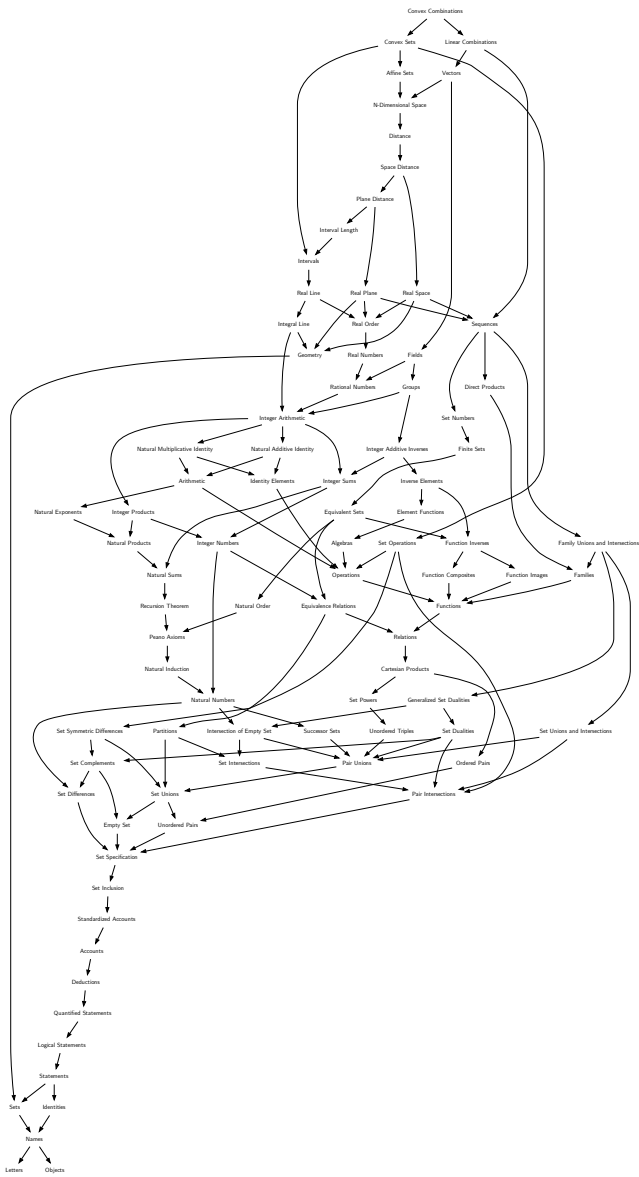 Convex Combinations
Convex Sets Linear Combinations
Affine Sets Vectors
N-Dimensional Space
Distance
Space Distance
Plane Distance
Interval Length
Intervals
Real Line Real Plane Real Space
Integral Line Real Order Sequences
Geometry Real Numbers Fields
Rational Numbers Groups Direct Products
Integer Arithmetic Set Numbers
Natural Multiplicative Identity Natural Additive Identity Integer Additive Inverses Finite Sets
Arithmetic Identity Elements Integer Sums Inverse Elements
Natural Exponents Integer Products Equivalent Sets Element Functions
Natural Products Integer Numbers Algebras Set Operations Function Inverses Family Unions and Intersections
Natural Sums Operations Function Composites Function Images Families
Recursion Theorem Natural Order Equivalence Relations Functions
Peano Axioms Relations
Natural Induction Cartesian Products
Natural Numbers Set Powers Generalized Set Dualities
Set Symmetric Differences Partitions Intersection of Empty Set Successor Sets Unordered Triples Set Dualities Set Unions and Intersections
Set Complements Set Intersections Pair Unions Ordered Pairs
Set Differences Set Unions Pair Intersections
Empty Set Unordered Pairs
Set Specification
Set Inclusion
Standardized Accounts
Accounts
Deductions
Quantified Statements
Logical Statements
Statements
Sets Identities
Names
Letters Objects